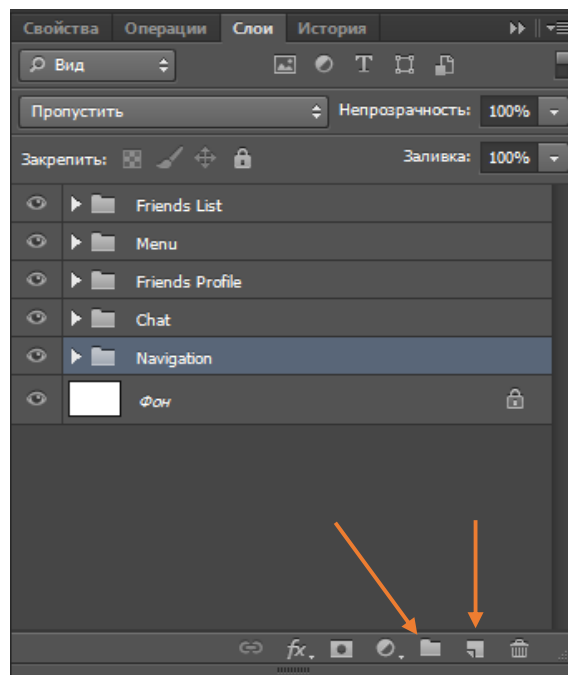 Свойства Операции Слои История
Вид
Пропустить Непрозрачность: 100%
Закрепить: Заливка: 100%
Friends List
Menu
Friends Profile
Chat
Navigation
Фон
fx.